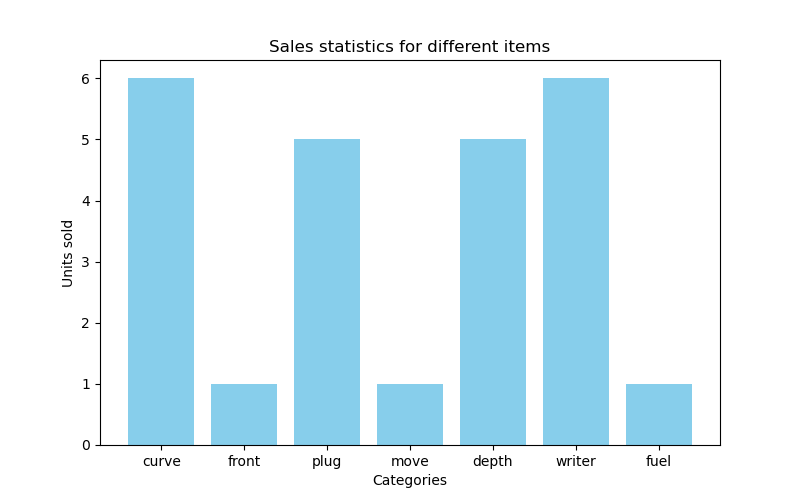 Sales statistics for different items
Units sold
6
5
4
3
2
1
0
curve front plug move depth writer fuel
Categories